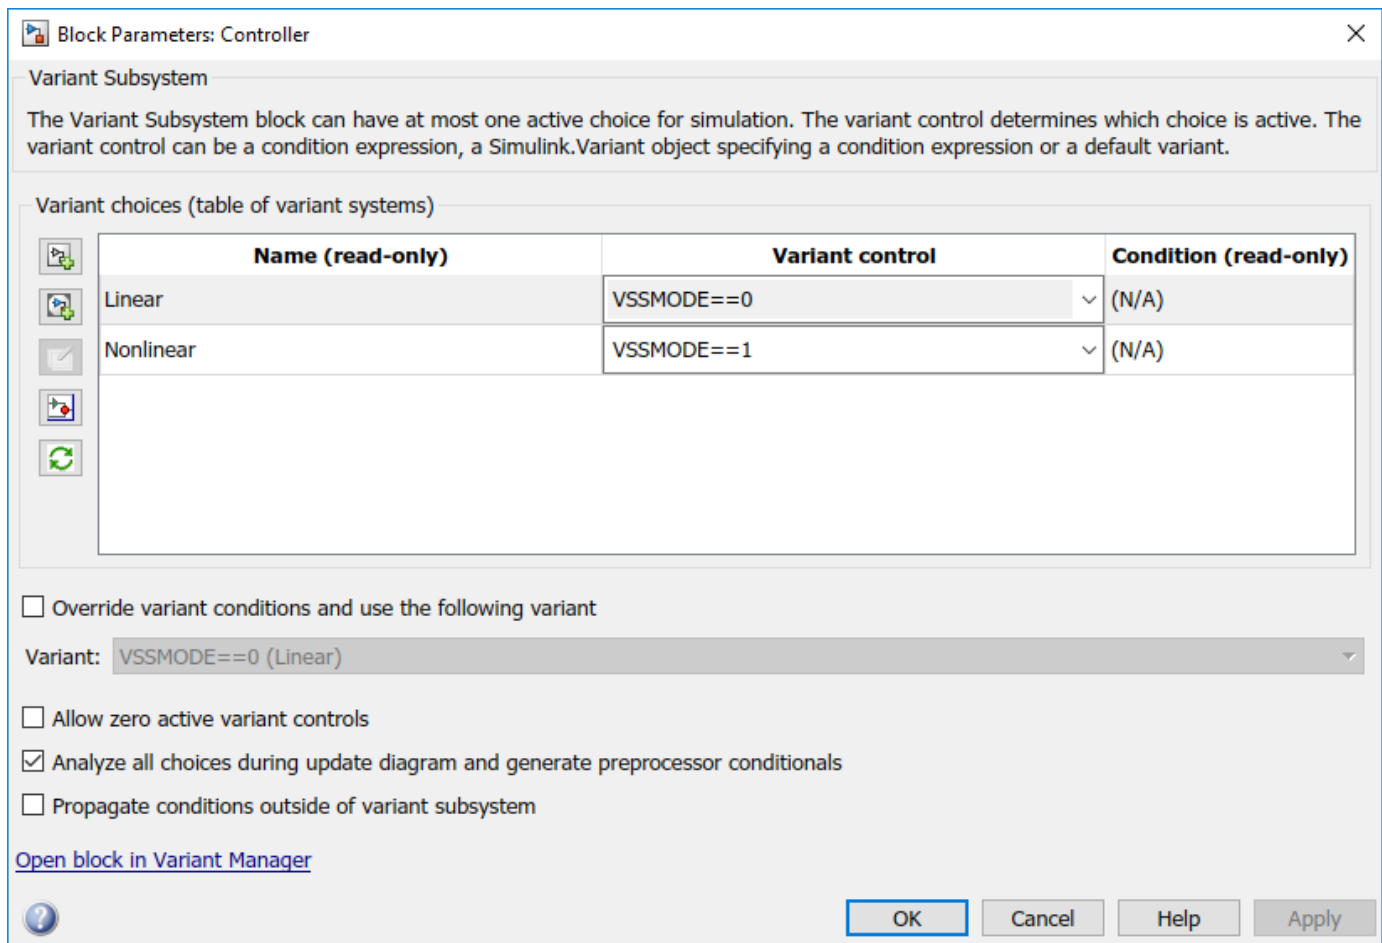 Block Parameters: Controller
Variant Subsystem
The Variant Subsystem block can have at most one active choice for simulation. The variant control determines which choice is active. The
variant control can be a condition expression, a Simulink.Variant object specifying a condition expression or a default variant.
Variant choices (table of variant systems)
Name (read-only) Variant control Condition (read-only)
Linear VSSMODE==0 (N/A)
Nonlinear VSSMODE==1 (N/A)
Override variant conditions and use the following variant
Variant: VSSMODE==0 (Linear)
Allow zero active variant controls
Analyze all choices during update diagram and generate preprocessor conditionals
Propagate conditions outside of variant subsystem
Open block in Variant Manager
? OK Cancel Help Apply